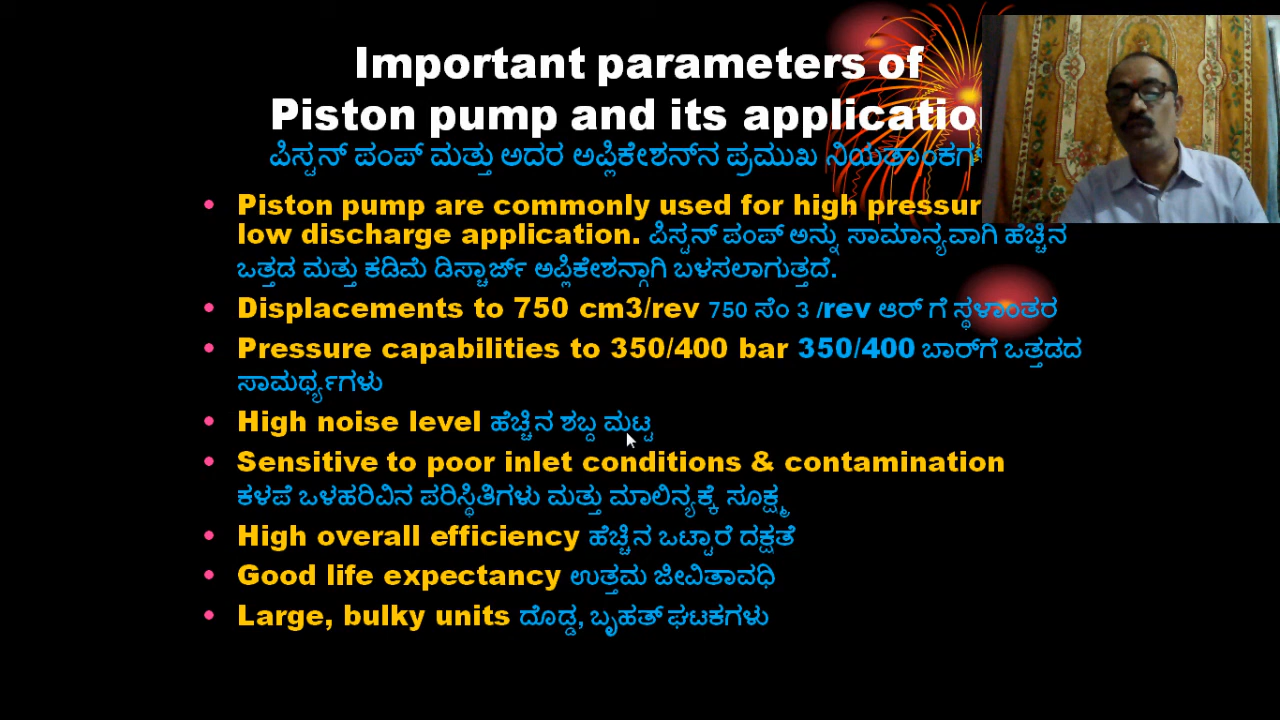 Important parameters of
Piston pump and its
ಪಿಸ್ಟನ್ ಪಂಪ್ ಮತ್ತು ಅದರ ಅಪ್ಲಿಕೇಶನ್‌ನ ಪ್ರಮುಖ
• Piston pump are commonly used for high
low discharge application. ಪಿಸ್ಟನ್ ಪಂಪ್ ಅನ್ನು ಸಾಮಾನ್ಯವಾಗಿ ಹೆಚ್ಚಿನ
ಒತ್ತಡ ಮತ್ತು ಕಡಿಮೆ ಡಿಸ್ಚಾರ್ಜ್ ಅಪ್ಲಿಕೇಶನ್ಗಾಗಿ ಬಳಸಲಾಗುತ್ತದೆ.
• Displacements to 750 cm3/rev 750 ಸೆಂ 3 /rev ಆರ್ ಗೆ ಸ್ಥಳಾಂತರ
• Pressure capabilities to 350/400 bar 350/400 ಬಾರ್‌ಗೆ ಒತ್ತಡದ
ಸಾಮರ್ಥ್ಯಗಳು
• High noise level ಹೆಚ್ಚಿನ ಶಬ್ದ ಮಟ್ಟ
• Sensitive to poor inlet conditions & contamination
ಕಳಪೆ ಒಳಹರಿವಿನ ಪರಿಸ್ಥಿತಿಗಳು ಮತ್ತು ಮಾಲಿನ್ಯಕ್ಕೆ ಸೂಕ್ಷ್ಮ
• High overall efficiency ಹೆಚ್ಚಿನ ಒಟ್ಟಾರೆ ದಕ್ಷತೆ
• Good life expectancy ಉತ್ತಮ ಜೀವಿತಾವಧಿ
• Large, bulky units ದೊಡ್ಡ, ಬೃಹತ್ ಘಟಕಗಳು